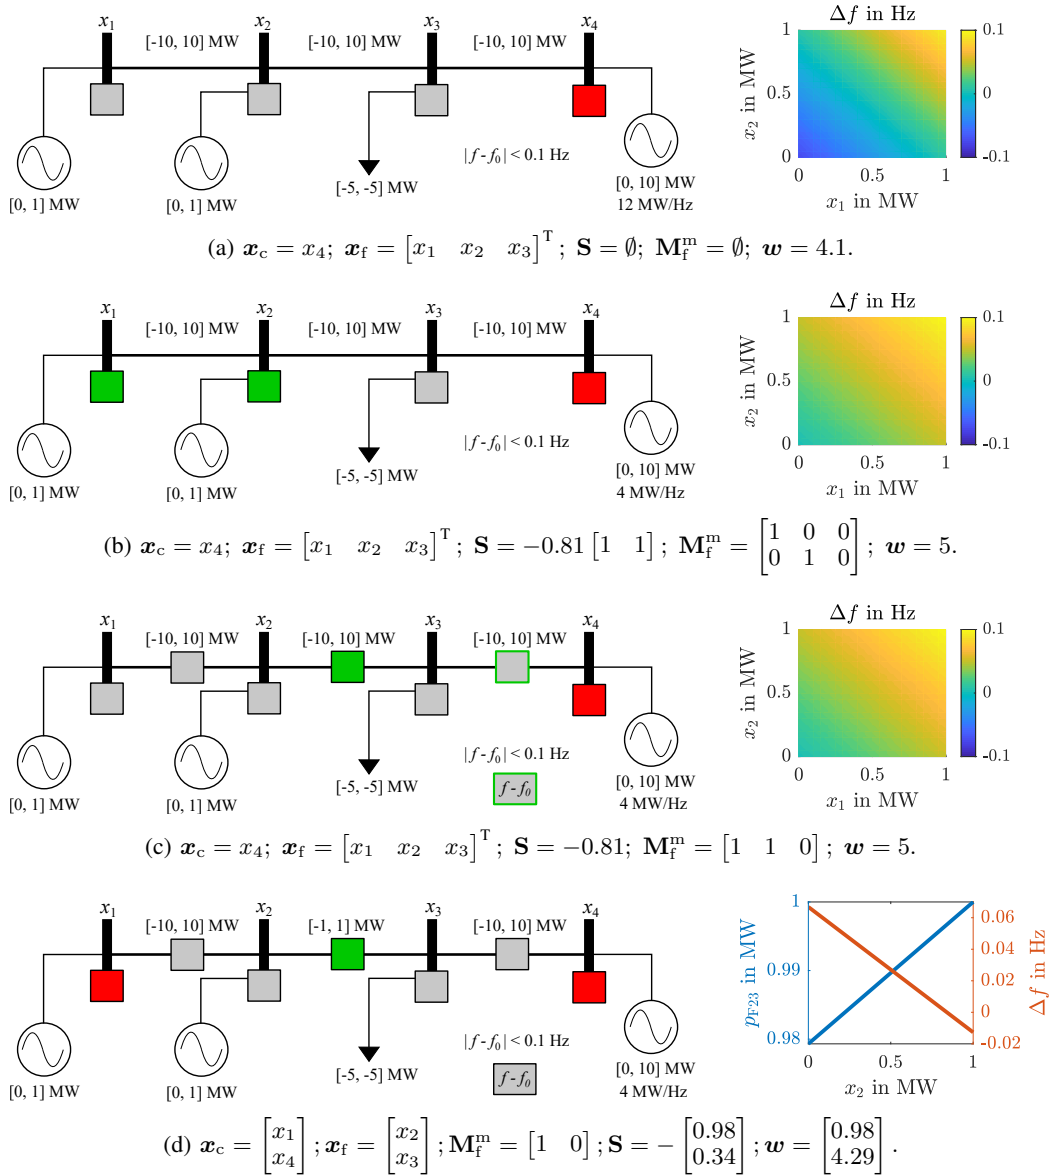 x₁ x₂ x₃ x₄
[-10, 10] MW [-10, 10] MW [-10, 10] MW
|f - f₀| < 0.1 Hz
[-5, -5] MW
[0, 1] MW [0, 1] MW
[0, 10] MW
12 MW/Hz
Δf in Hz
x₂ in MW
1
0.5
0
0 0.5 1
x₁ in MW
0.1
0
-0.1
(a) x_c = x₄; x_f = [x₁ x₂ x₃]ᵀ; S = ∅; M_f^m = ∅; w = 4.1.
x₁ x₂ x₃ x₄
[-10, 10] MW [-10, 10] MW [-10, 10] MW
|f - f₀| < 0.1 Hz
[-5, -5] MW
[0, 1] MW [0, 1] MW
[0, 10] MW
4 MW/Hz
Δf in Hz
x₂ in MW
1
0.5
0
0 0.5 1
x₁ in MW
0.1
0
-0.1
(b) x_c = x₄; x_f = [x₁ x₂ x₃]ᵀ; S = −0.81 [1 1]; M_f^m = [1 0 0; 0 1 0]; w = 5.
x₁ x₂ x₃ x₄
[-10, 10] MW [-10, 10] MW [-10, 10] MW
|f - f₀| < 0.1 Hz
f - f₀
[-5, -5] MW
[0, 1] MW [0, 1] MW
[0, 10] MW
4 MW/Hz
Δf in Hz
x₂ in MW
1
0.5
0
0 0.5 1
x₁ in MW
0.1
0
-0.1
(c) x_c = x₄; x_f = [x₁ x₂ x₃]ᵀ; S = −0.81; M_f^m = [1 1 0]; w = 5.
x₁ x₂ x₃ x₄
[-10, 10] MW [-1, 1] MW [-10, 10] MW
|f - f₀| < 0.1 Hz
f - f₀
[-5, -5] MW
[0, 1] MW [0, 1] MW
[0, 10] MW
4 MW/Hz
p_F23 in MW
1
0.99
0.98
0 0.5 1
x₂ in MW
0.06
0.04
0.02
0
-0.02
Δf in Hz
(d) x_c = [x₁; x₄]; x_f = [x₂; x₃]; M_f^m = [1 0]; S = −[0.98; 0.34]; w = [0.98; 4.29].